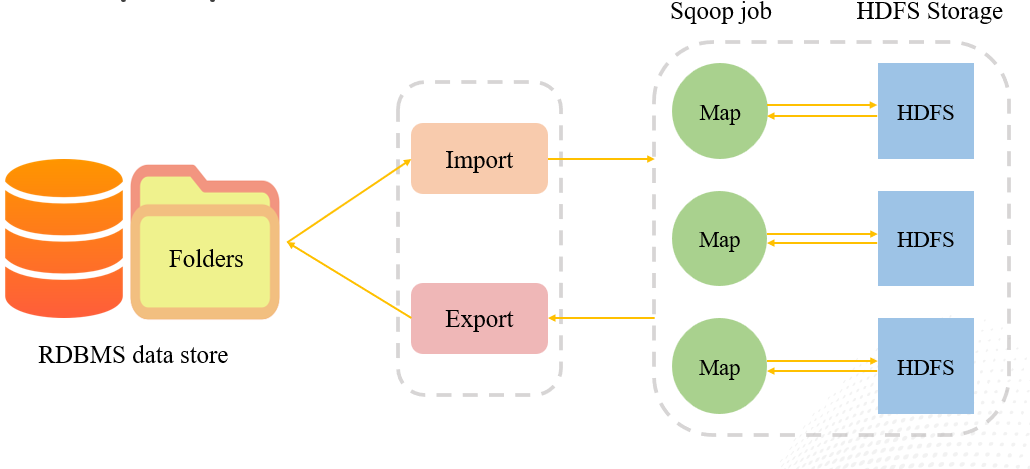 Sqoop job
HDFS Storage
Map
HDFS
Import
Map
HDFS
Folders
Export
RDBMS data store
Map
HDFS